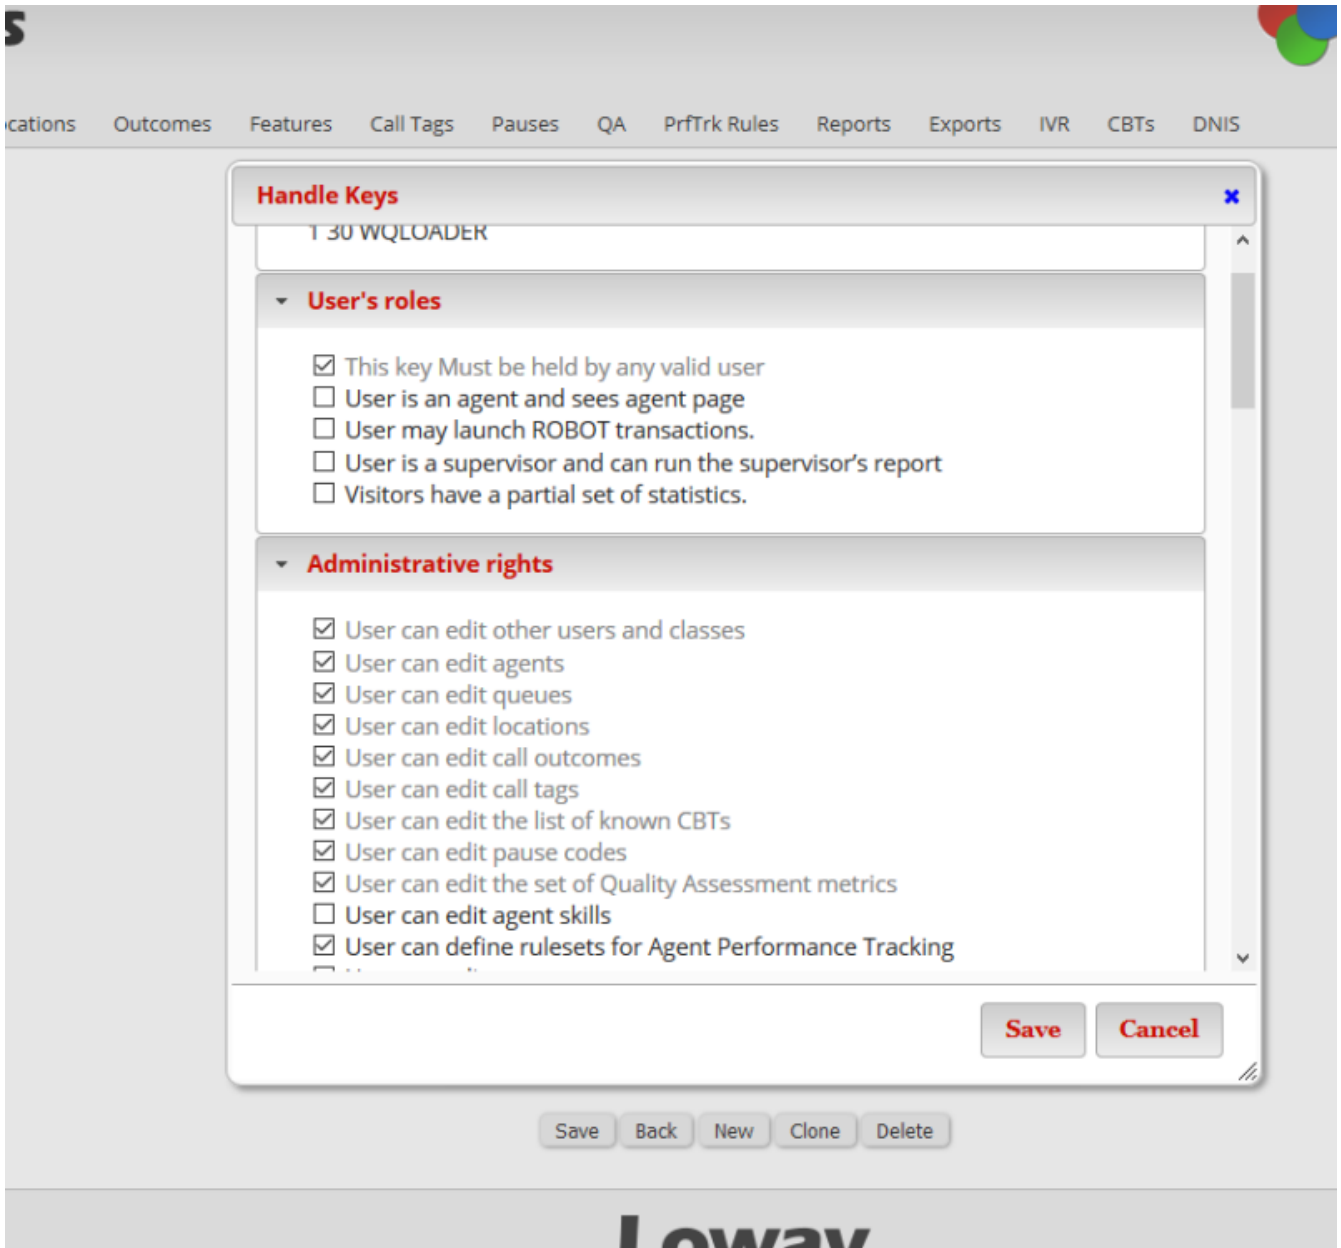 s
Outcomes Features Call Tags Pauses QA PrfTrk Rules Reports Exports IVR CBTs DNIS
Handle Keys
1 30 WQLOADER
User's roles
This key Must be held by any valid user
User is an agent and sees agent page
User may launch ROBOT transactions.
User is a supervisor and can run the supervisor's report
Visitors have a partial set of statistics.
Administrative rights
User can edit other users and classes
User can edit agents
User can edit queues
User can edit locations
User can edit call outcomes
User can edit call tags
User can edit the list of known CBTs
User can edit pause codes
User can edit the set of Quality Assessment metrics
User can edit agent skills
User can define rulesets for Agent Performance Tracking
Save Cancel
Save Back New Clone Delete
Loway